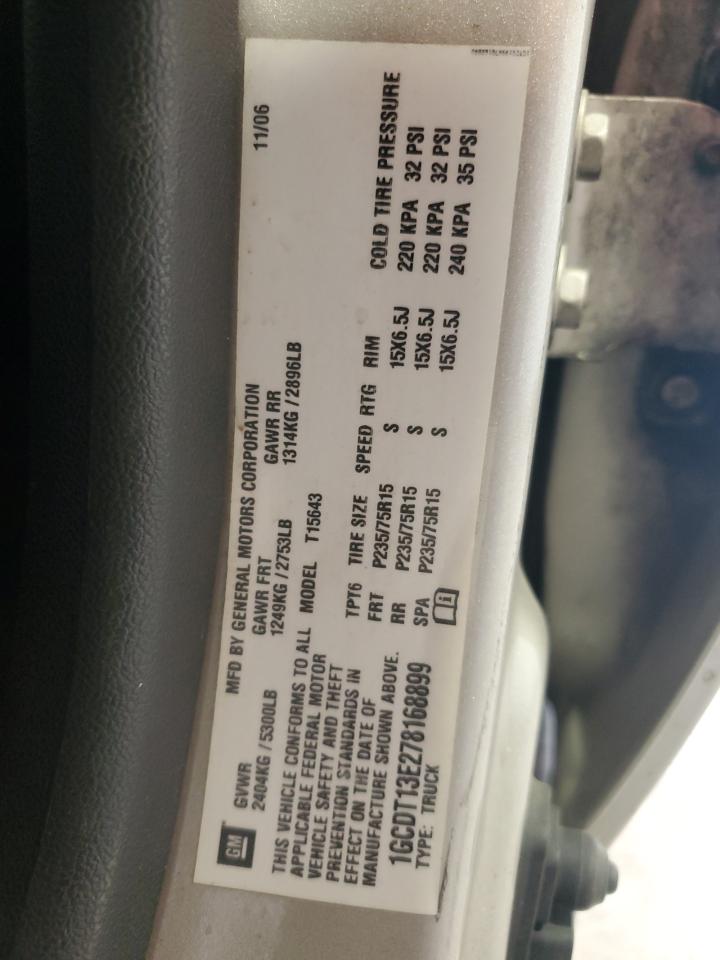 MFD BY GENERAL MOTORS CORPORATION 11/06
GM
GVWR GAWR FRT GAWR RR
2404KG / 5300LB 1249KG / 2753LB 1314KG / 2896LB
THIS VEHICLE CONFORMS TO ALL
APPLICABLE FEDERAL MOTOR
VEHICLE SAFETY AND THEFT
PREVENTION STANDARDS IN
EFFECT ON THE DATE OF
MANUFACTURE SHOWN ABOVE.
1GCDT13E278168899
TYPE: TRUCK
MODEL T15643
TPT6 TIRE SIZE SPEED RTG RIM COLD TIRE PRESSURE
FRT P235/75R15 S 15X6.5J 220 KPA 32 PSI
RR P235/75R15 S 15X6.5J 220 KPA 32 PSI
SPA P235/75R15 S 15X6.5J 240 KPA 35 PSI